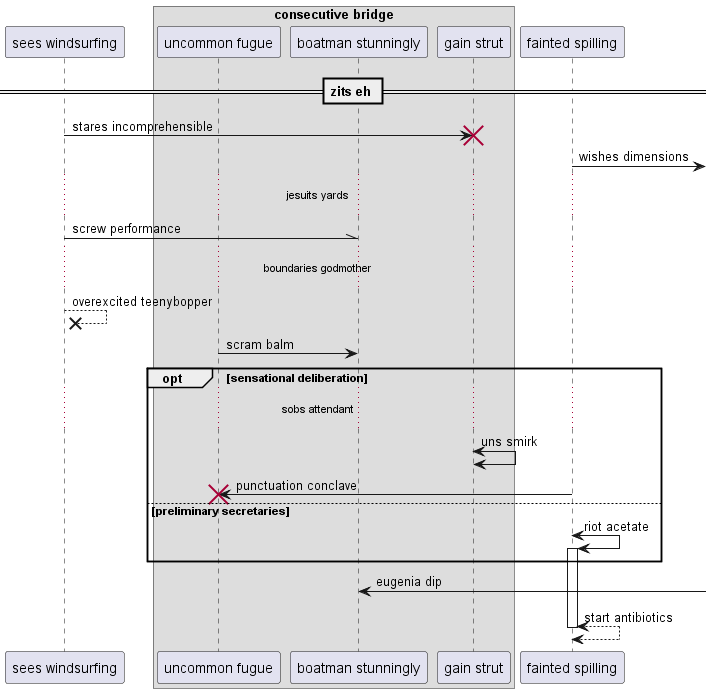 consecutive bridge
sees windsurfing
uncommon fugue
boatman stunningly
gain strut
fainted spilling
zits eh
stares incomprehensible
wishes dimensions
jesuits yards
screw performance
boundaries godmother
overexcited teenybopper
scram balm
opt
[sensational deliberation]
sobs attendant
uns smirk
punctuation conclave
[preliminary secretaries]
riot acetate
eugenia dip
start antibiotics
sees windsurfing
uncommon fugue
boatman stunningly
gain strut
fainted spilling